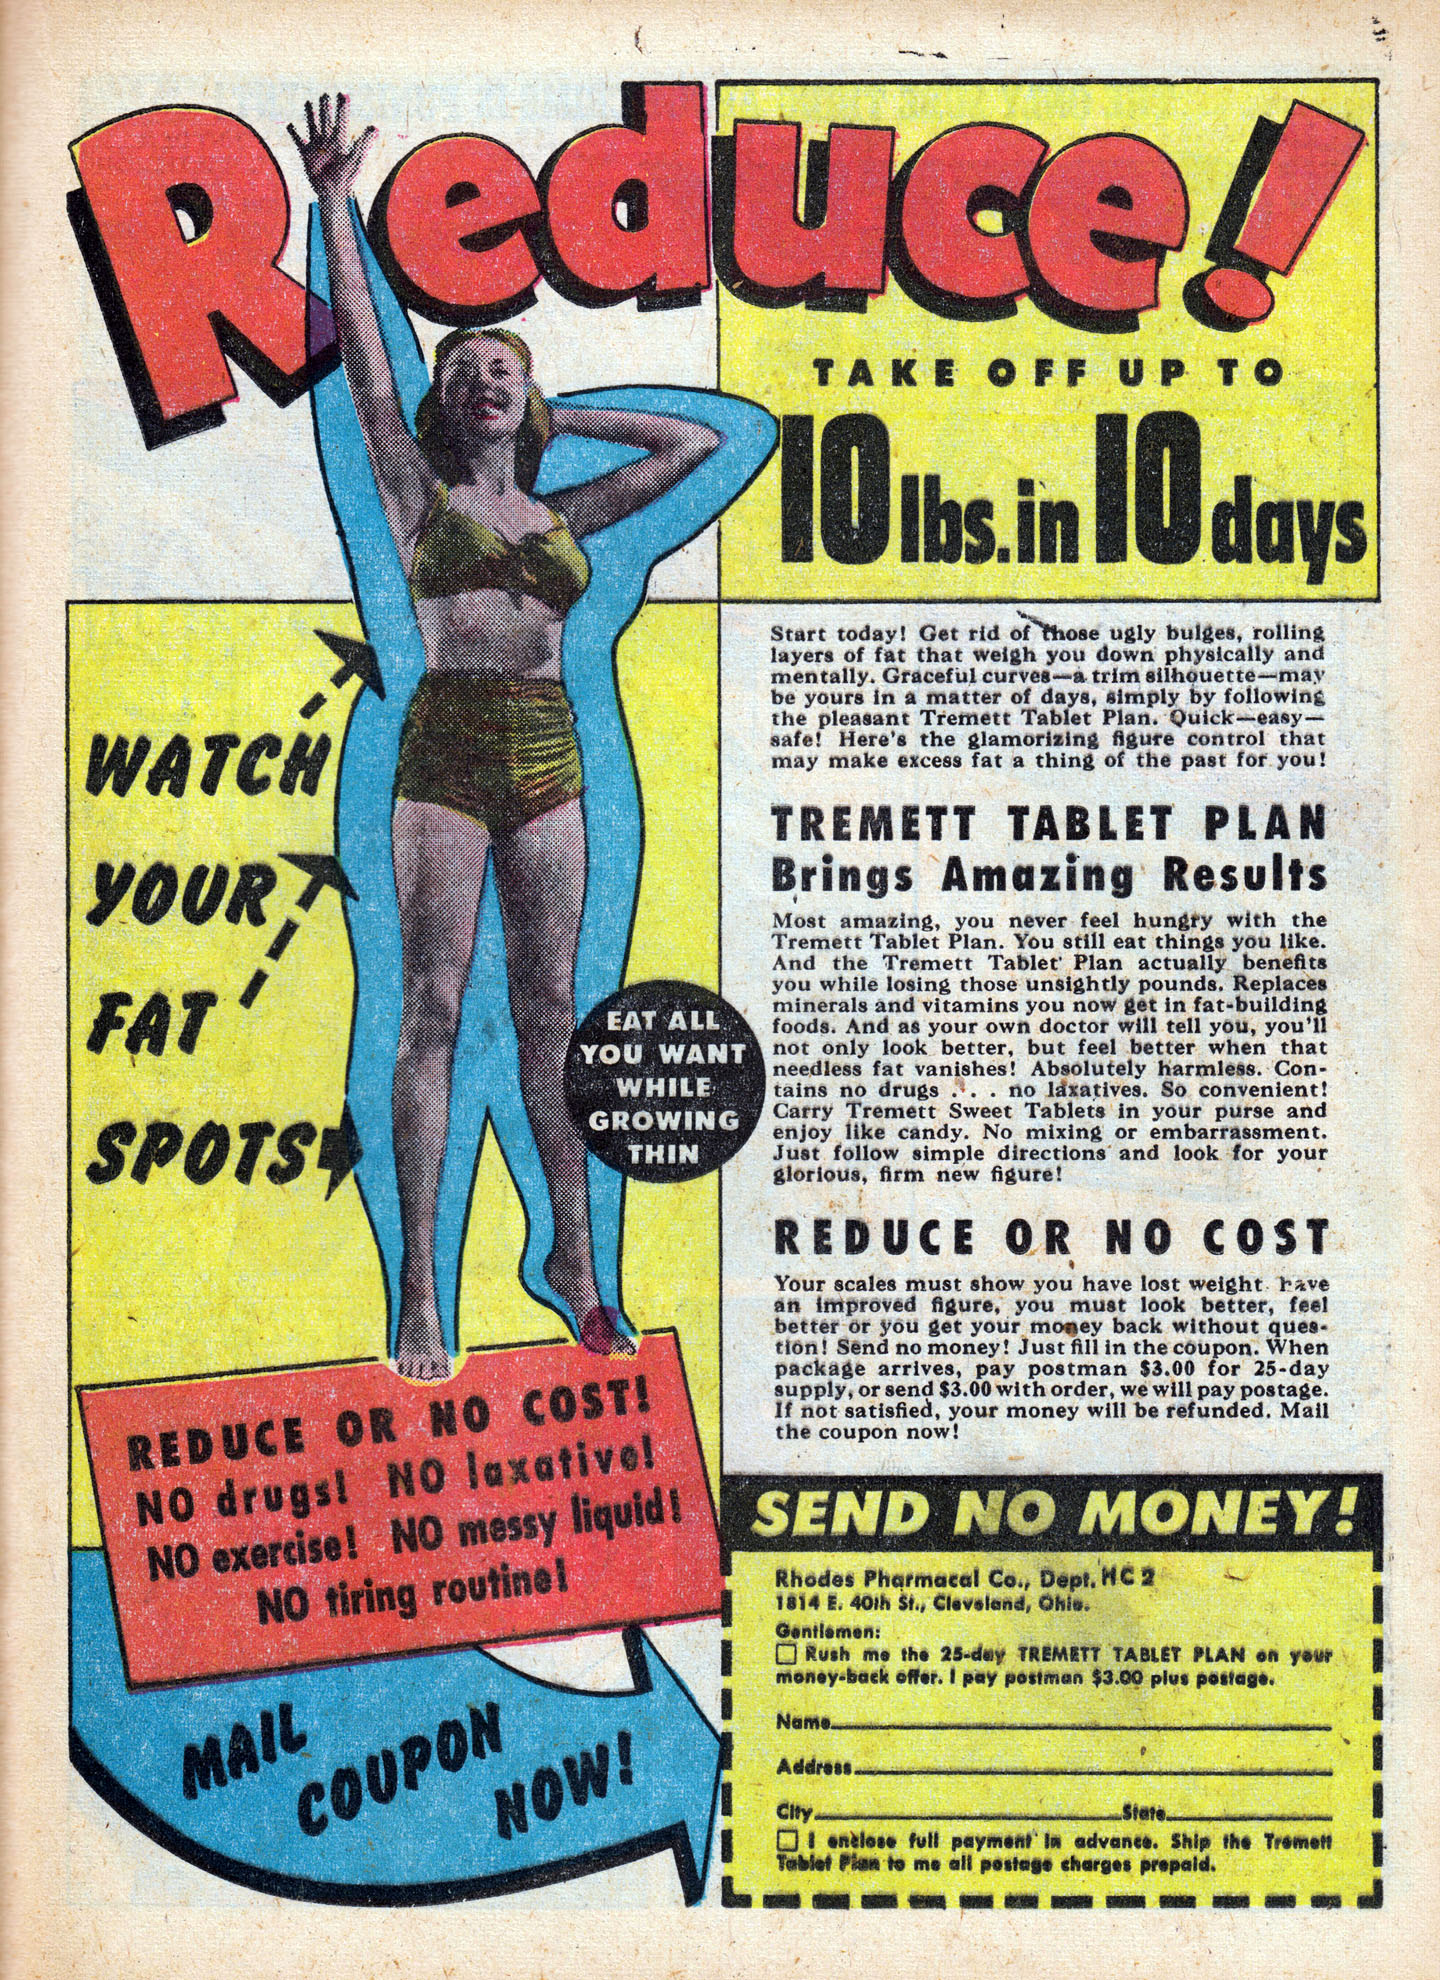 Reduce!
TAKE OFF UP TO
10 lbs. in 10 days
WATCH
YOUR
FAT
SPOTS
EAT ALL
YOU WANT
WHILE
GROWING
THIN
REDUCE OR NO COST!
NO drugs! NO laxative!
NO exercise! NO messy liquid!
NO tiring routine!
MAIL
COUPON
NOW!
Start today! Get rid of those ugly bulges, rolling
layers of fat that weigh you down physically and
mentally. Graceful curves—a trim silhouette—may
be yours in a matter of days, simply by following
the pleasant Tremett Tablet Plan. Quick—easy—
safe! Here's the glamorizing figure control that
may make excess fat a thing of the past for you!
TREMETT TABLET PLAN
Brings Amazing Results
Most amazing, you never feel hungry with the
Tremett Tablet Plan. You still eat things you like.
And the Tremett Tablet Plan actually benefits
you while losing those unsightly pounds. Replaces
minerals and vitamins you now get in fat-building
foods. And as your own doctor will tell you, you'll
not only look better, but feel better when that
needless fat vanishes! Absolutely harmless. Con-
tains no drugs . . . no laxatives. So convenient!
Carry Tremett Sweet Tablets in your purse and
enjoy like candy. No mixing or embarrassment.
Just follow simple directions and look for your
glorious, firm new figure!
REDUCE OR NO COST
Your scales must show you have lost weight have
an improved figure, you must look better, feel
better or you get your money back without ques-
tion! Send no money! Just fill in the coupon. When
package arrives, pay postman $3.00 for 25-day
supply, or send $3.00 with order, we will pay postage.
If not satisfied, your money will be refunded. Mail
the coupon now!
SEND NO MONEY!
Rhodes Pharmacal Co., Dept. HC 2
1814 E. 40th St., Cleveland, Ohio.
Gentlemen:
Rush me the 25-day TREMETT TABLET PLAN on your
money-back offer. I pay postman $3.00 plus postage.
Name
Address
City State
I enclose full payment in advance. Ship the Tremett
Tablet Plan to me all postage charges prepaid.